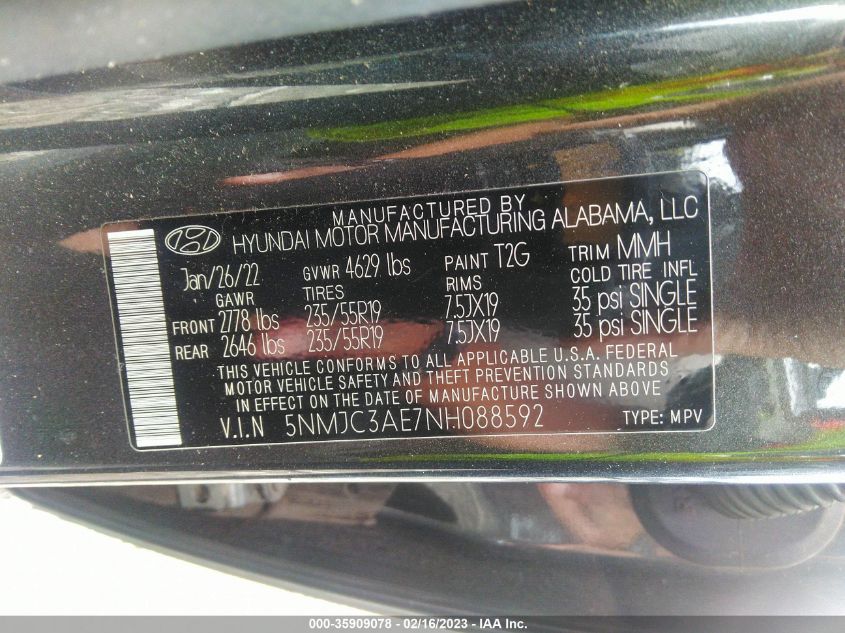 MANUFACTURED BY
HYUNDAI MOTOR MANUFACTURING ALABAMA, LLC
Jan/26/22 GVWR 4629 lbs PAINT T2G TRIM MMH
GAWR TIRES RIMS COLD TIRE INFL
FRONT 2778 lbs 235/55R19 7.5JX19 35 psi SINGLE
REAR 2646 lbs 235/55R19 7.5JX19 35 psi SINGLE
THIS VEHICLE CONFORMS TO ALL APPLICABLE U.S.A. FEDERAL
MOTOR VEHICLE SAFETY AND THEFT PREVENTION STANDARDS
IN EFFECT ON THE DATE OF MANUFACTURE SHOWN ABOVE
V.I.N 5NMJC3AE7NH088592 TYPE: MPV
000-35909078 - 02/16/2023 - IAA Inc.